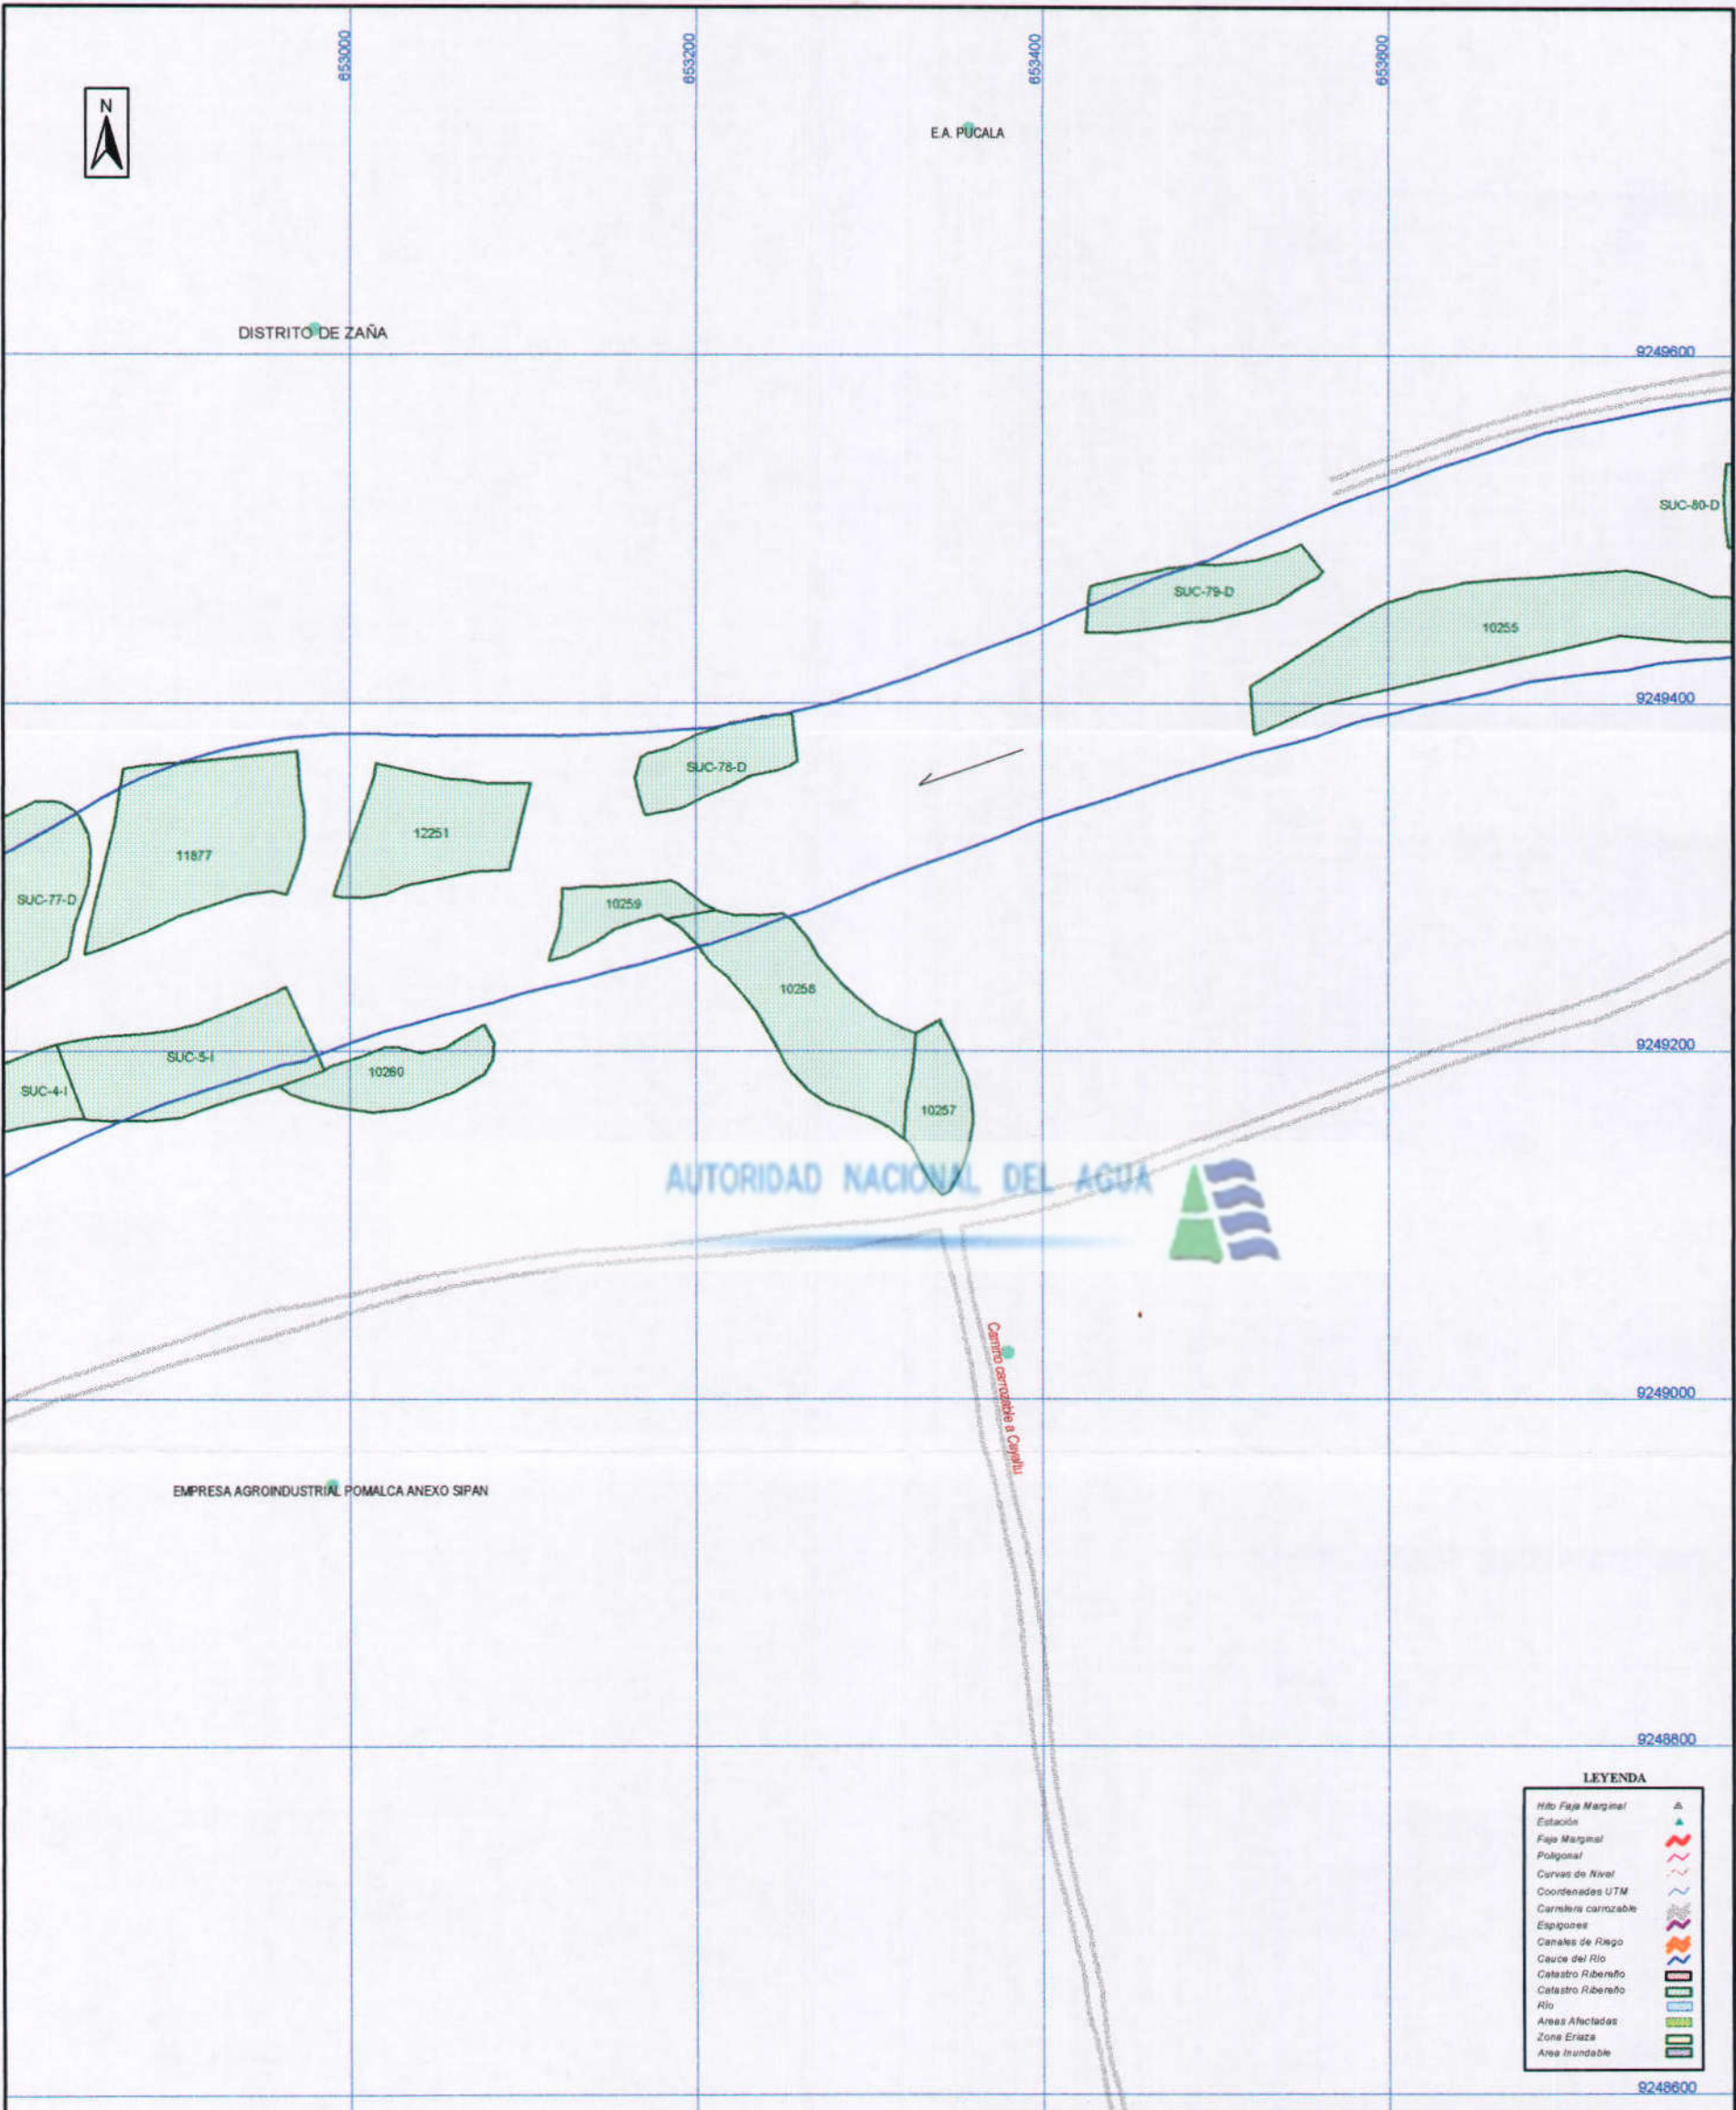 653000
653200
653400
653600
N
E.A. PUCALA
DISTRITO DE ZAÑA
9249600
SUC-80-D
SUC-79-D
10255
9249400
SUC-78-D
12251
11877
SUC-77-D
10259
10258
9249200
SUC-5-I
10260
SUC-4-I
10257
AUTORIDAD NACIONAL DEL AGUA
Camino carrozable a Cayalti
9249000
EMPRESA AGROINDUSTRIAL POMALCA ANEXO SIPAN
9248800
LEYENDA
Hito Faja Marginal
Estación
Faja Marginal
Poligonal
Curvas de Nivel
Coordenadas UTM
Carretera carrozable
Espigones
Canales de Riego
Cauce del Río
Catastro Ribereño
Catastro Ribereño
Río
Areas Afectadas
Zona Eriaza
Area Inundable
9248600